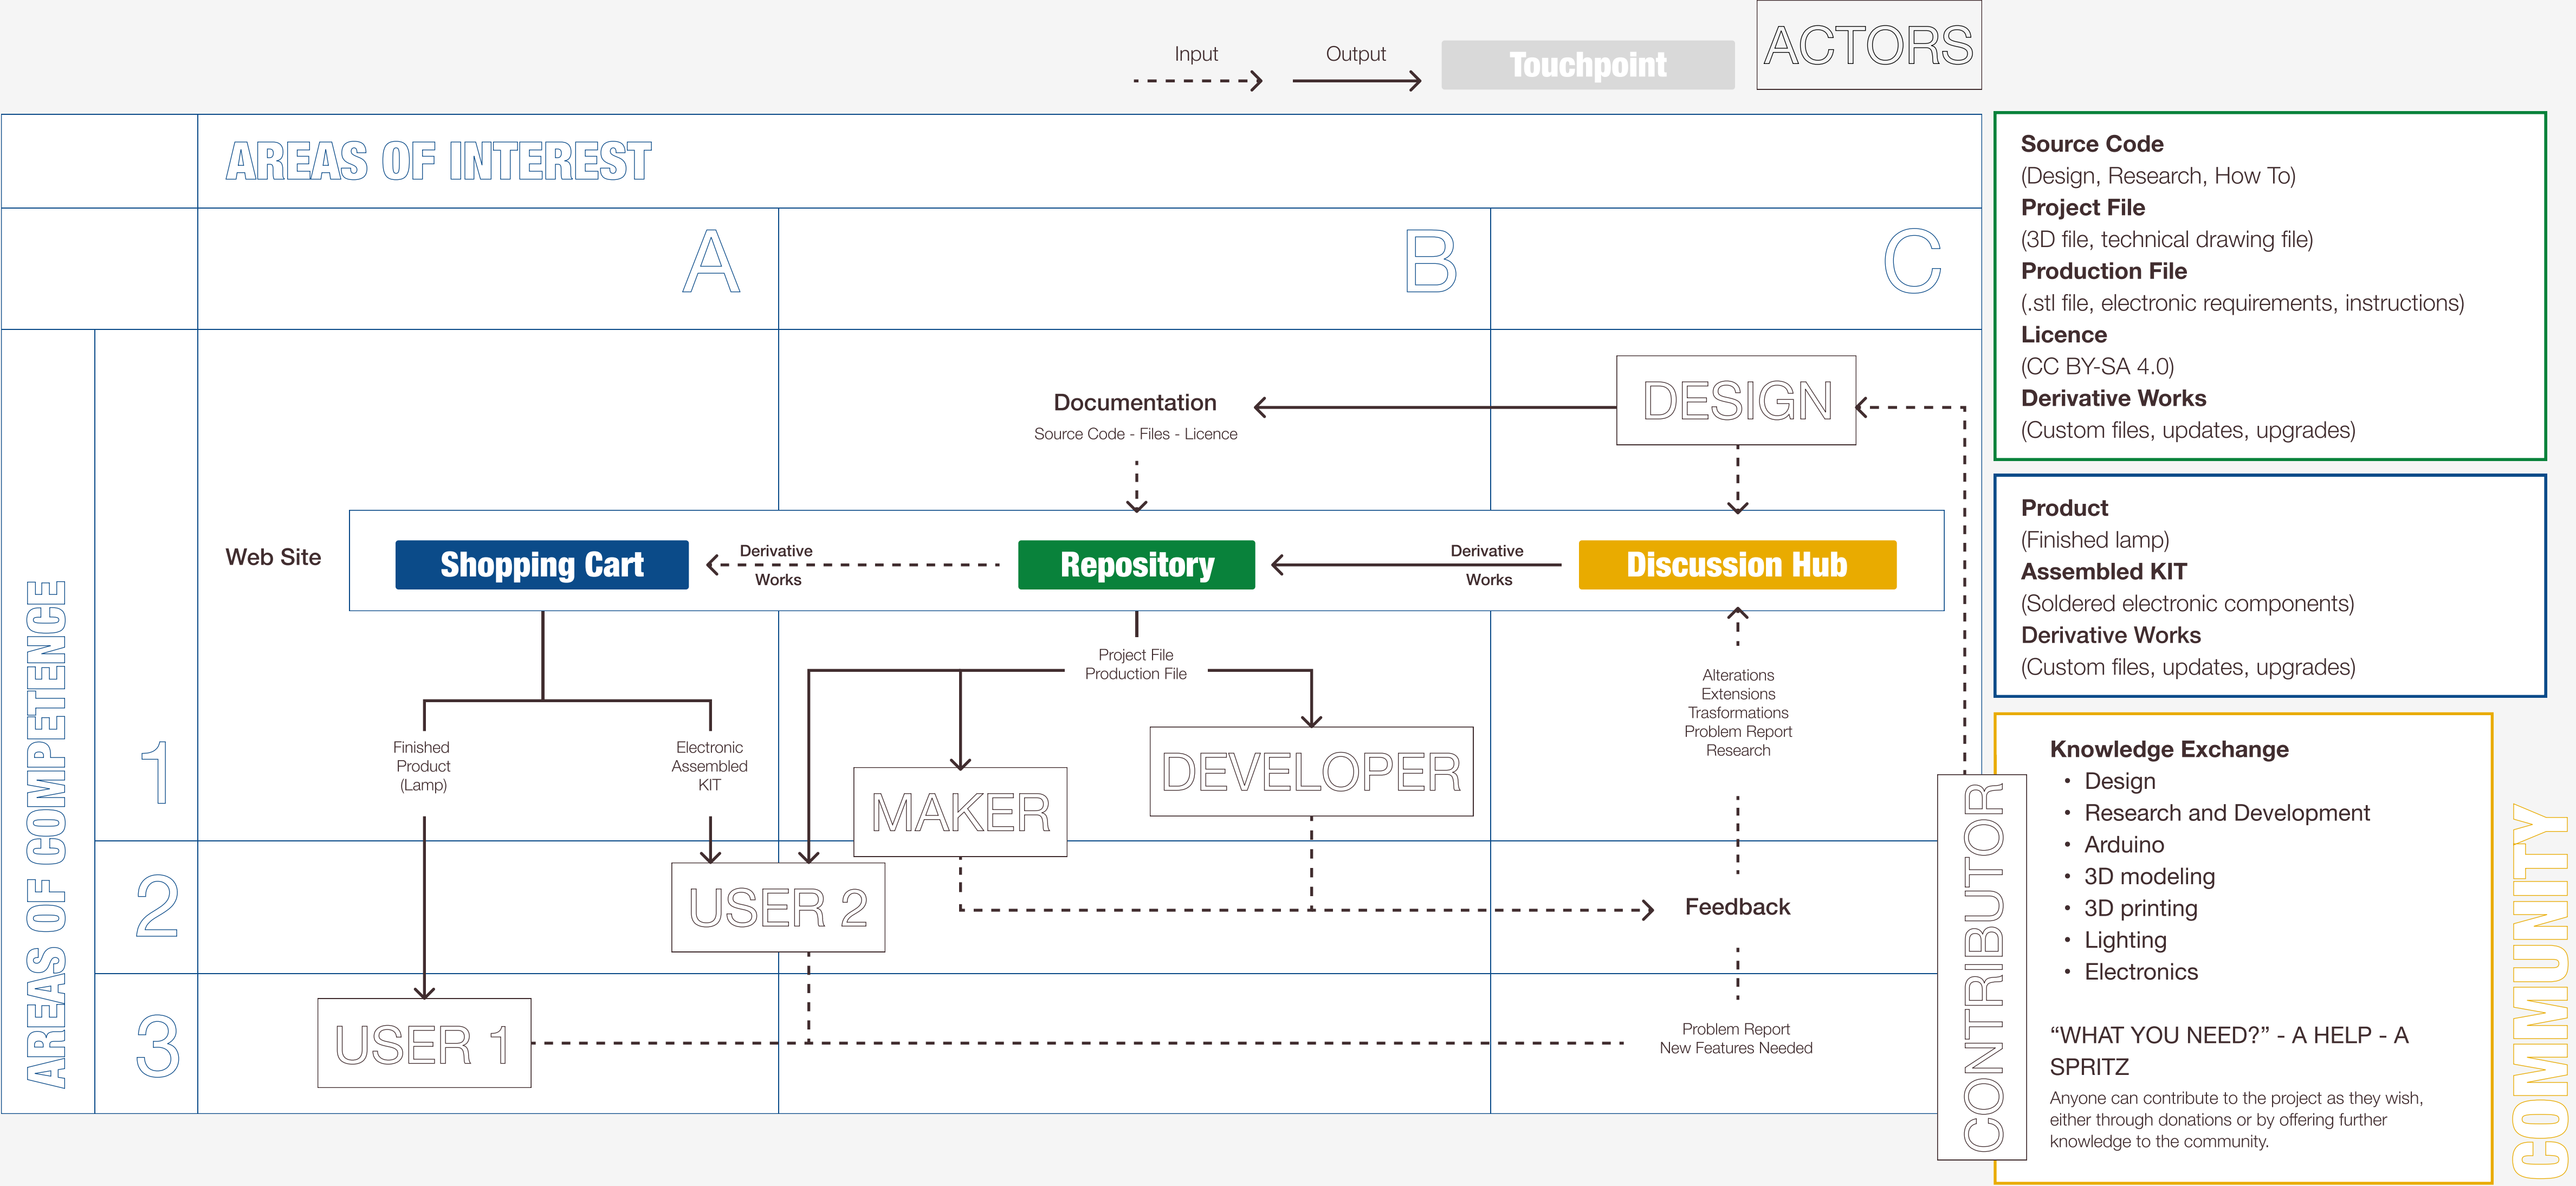 Input
Output
Touchpoint
ACTORS
AREAS OF INTEREST
A
B
C
AREAS OF COMPETENCE
1
2
3
DESIGN
Documentation
Source Code - Files - Licence
Web Site
Shopping Cart
Derivative
Works
Repository
Derivative
Works
Discussion Hub
Project File
Production File
Finished
Product
(Lamp)
Electronic
Assembled
KIT
MAKER
DEVELOPER
Alterations
Extensions
Trasformations
Problem Report
Research
USER 2
Feedback
USER 1
Problem Report
New Features Needed
CONTRIBUTOR
Source Code
(Design, Research, How To)
Project File
(3D file, technical drawing file)
Production File
(.stl file, electronic requirements, instructions)
Licence
(CC BY-SA 4.0)
Derivative Works
(Custom files, updates, upgrades)
Product
(Finished lamp)
Assembled KIT
(Soldered electronic components)
Derivative Works
(Custom files, updates, upgrades)
Knowledge Exchange
• Design
• Research and Development
• Arduino
• 3D modeling
• 3D printing
• Lighting
• Electronics
“WHAT YOU NEED?” - A HELP - A
SPRITZ
Anyone can contribute to the project as they wish,
either through donations or by offering further
knowledge to the community.
COMMUNITY